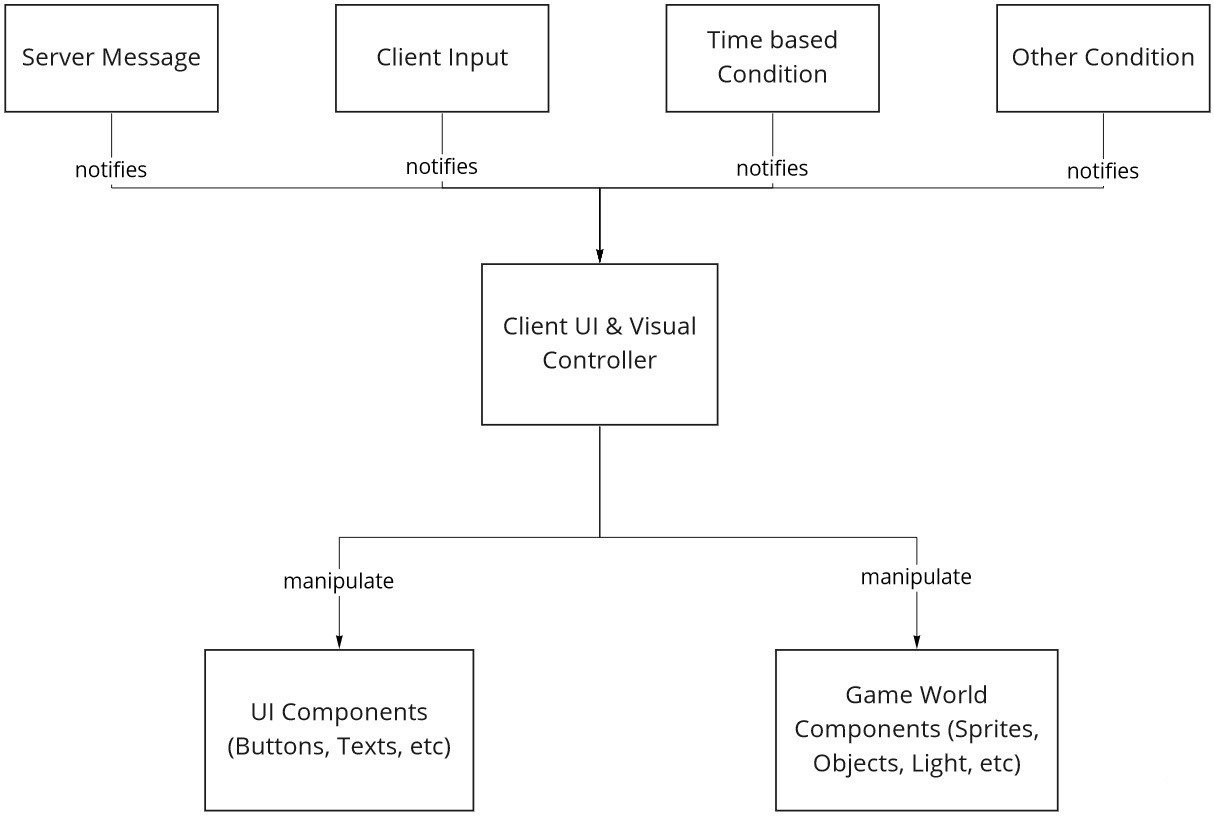 Server Message
Client Input
Time based
Condition
Other Condition
notifies
notifies
notifies
notifies
Client UI & Visual
Controller
manipulate
manipulate
UI Components
(Buttons, Texts, etc)
Game World
Components (Sprites,
Objects, Light, etc)